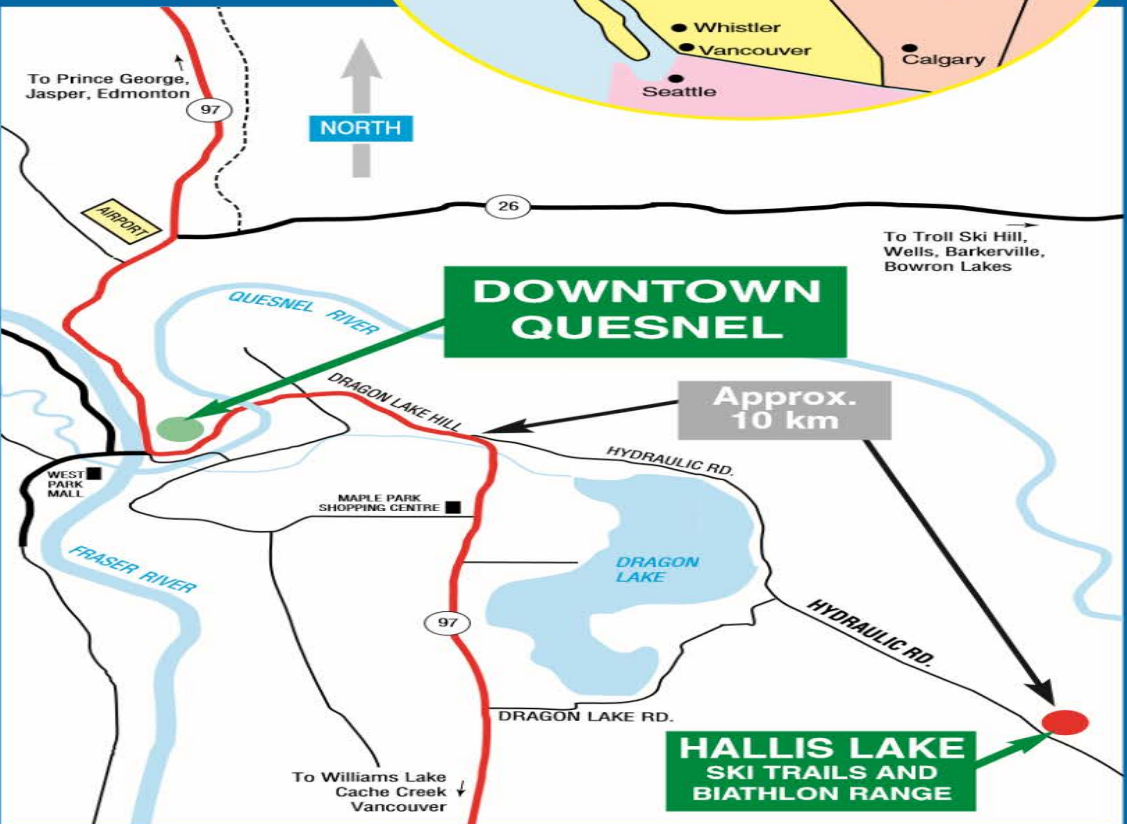 Whistler
Vancouver
Calgary
Seattle
To Prince George,
Jasper, Edmonton
97
NORTH
26
AIRPORT
To Troll Ski Hill,
Wells, Barkerville,
Bowron Lakes
DOWNTOWN
QUESNEL
QUESNEL RIVER
DRAGON LAKE HILL
Approx.
10 km
HYDRAULIC RD.
WEST
PARK
MALL
MAPLE PARK
SHOPPING CENTRE
FRASER RIVER
DRAGON
LAKE
HYDRAULIC RD.
97
DRAGON LAKE RD.
HALLIS LAKE
SKI TRAILS AND
BIATHLON RANGE
To Williams Lake
Cache Creek
Vancouver